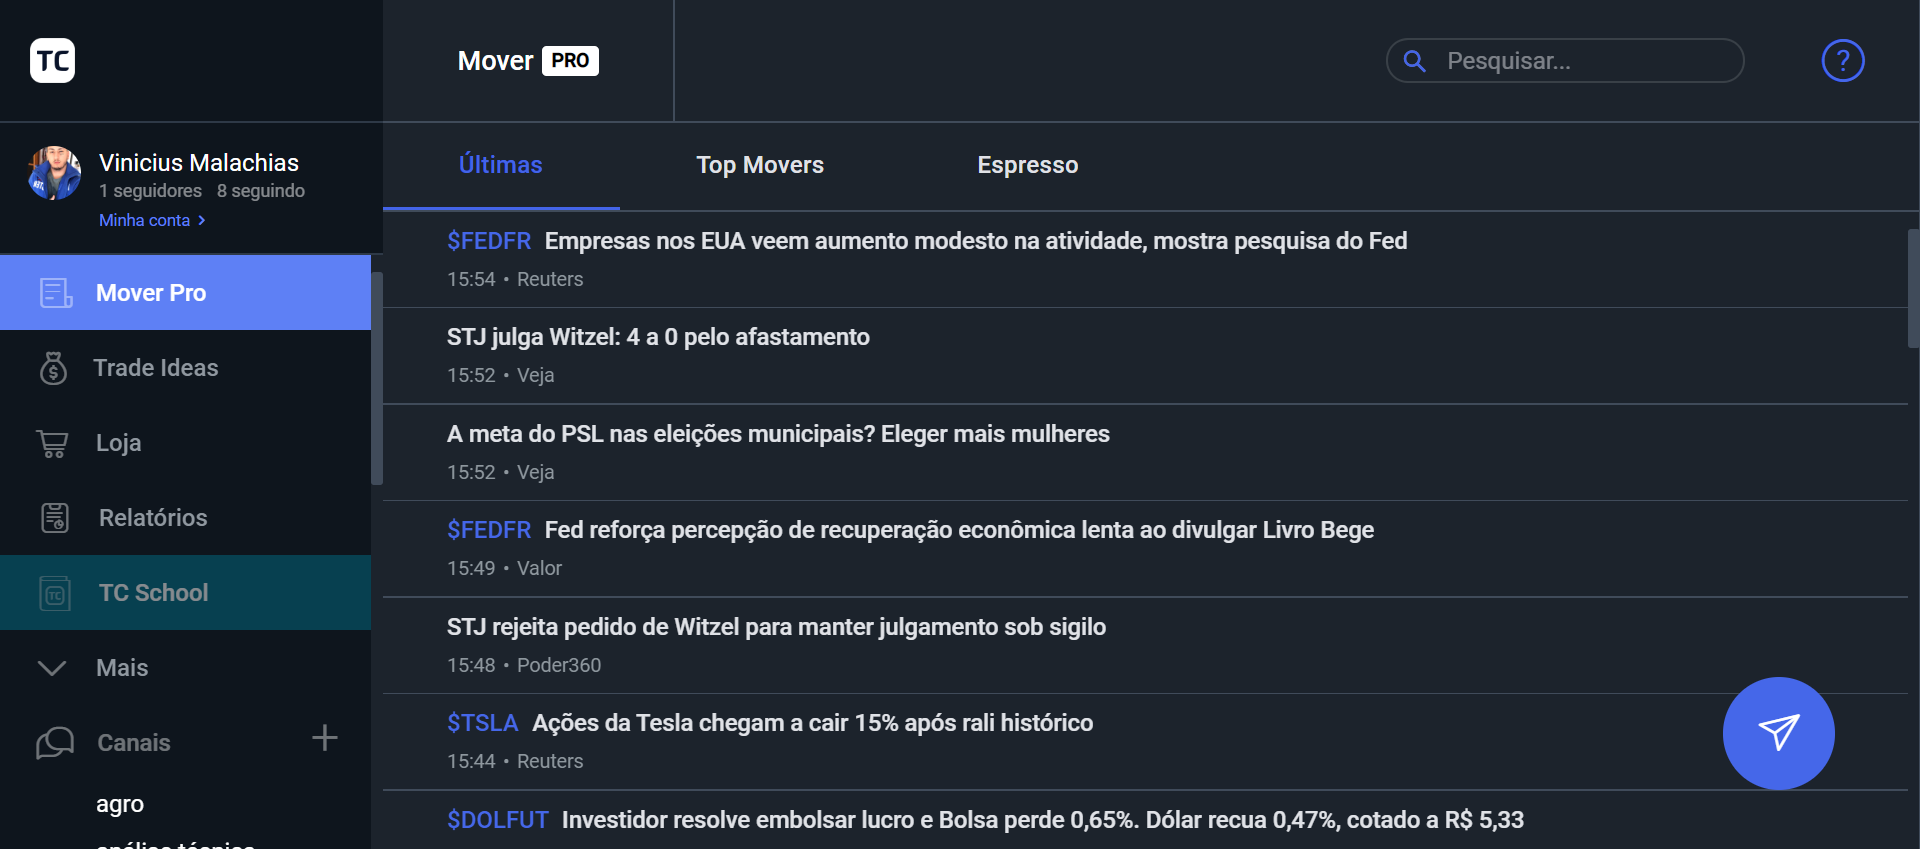 TC
Mover PRO
Pesquisar...
?
Vinicius Malachias
1 seguidores 8 seguindo
Minha conta
Mover Pro
Trade Ideas
Loja
Relatórios
TC School
Mais
Canais
agro
análise técnica
Últimas
Top Movers
Espresso
$FEDFR Empresas nos EUA veem aumento modesto na atividade, mostra pesquisa do Fed
15:54 • Reuters
STJ julga Witzel: 4 a 0 pelo afastamento
15:52 • Veja
A meta do PSL nas eleições municipais? Eleger mais mulheres
15:52 • Veja
$FEDFR Fed reforça percepção de recuperação econômica lenta ao divulgar Livro Bege
15:49 • Valor
STJ rejeita pedido de Witzel para manter julgamento sob sigilo
15:48 • Poder360
$TSLA Ações da Tesla chegam a cair 15% após rali histórico
15:44 • Reuters
$DOLFUT Investidor resolve embolsar lucro e Bolsa perde 0,65%. Dólar recua 0,47%, cotado a R$ 5,33